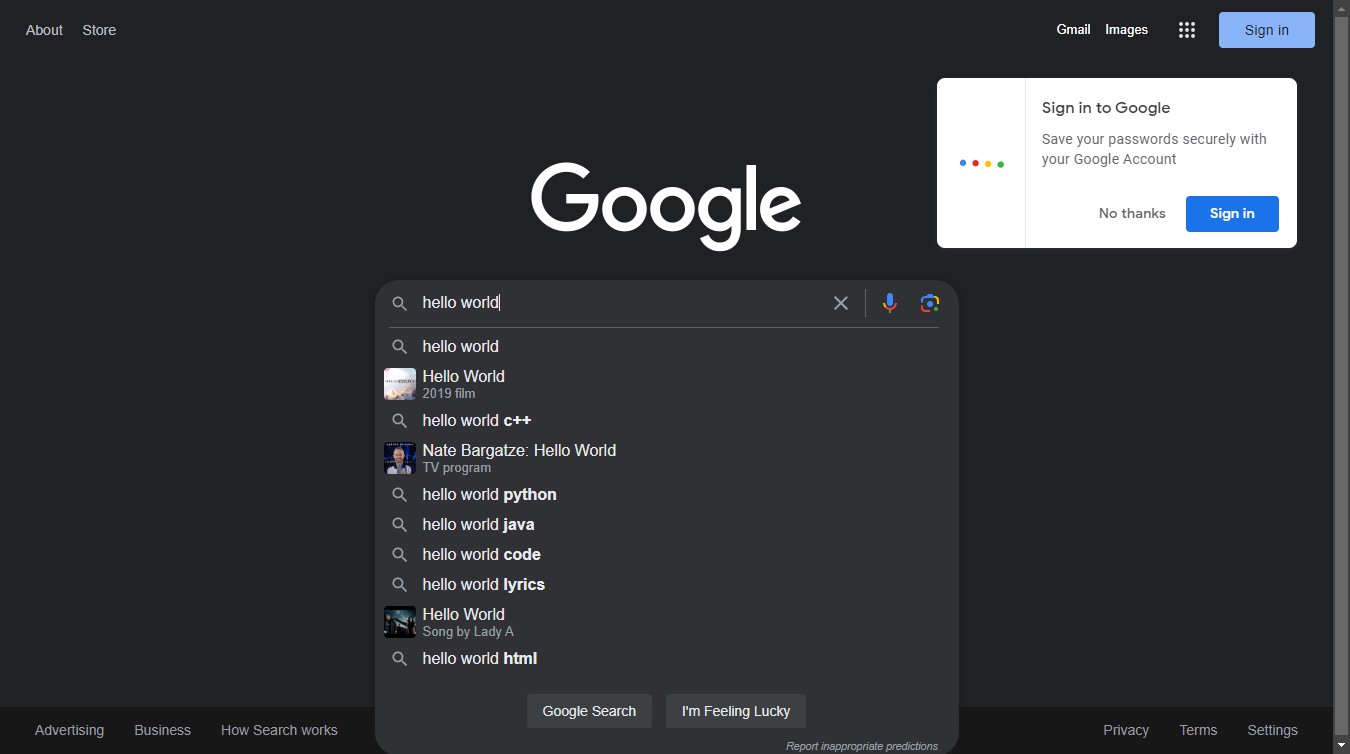 About Store Gmail Images Sign in
Sign in to Google
Save your passwords securely with
your Google Account
No thanks Sign in
Google
hello world
hello world
Hello World
2019 film
hello world c++
Nate Bargatze: Hello World
TV program
hello world python
hello world java
hello world code
hello world lyrics
Hello World
Song by Lady A
hello world html
Google Search I'm Feeling Lucky
Report inappropriate predictions
Advertising Business How Search works Privacy Terms Settings